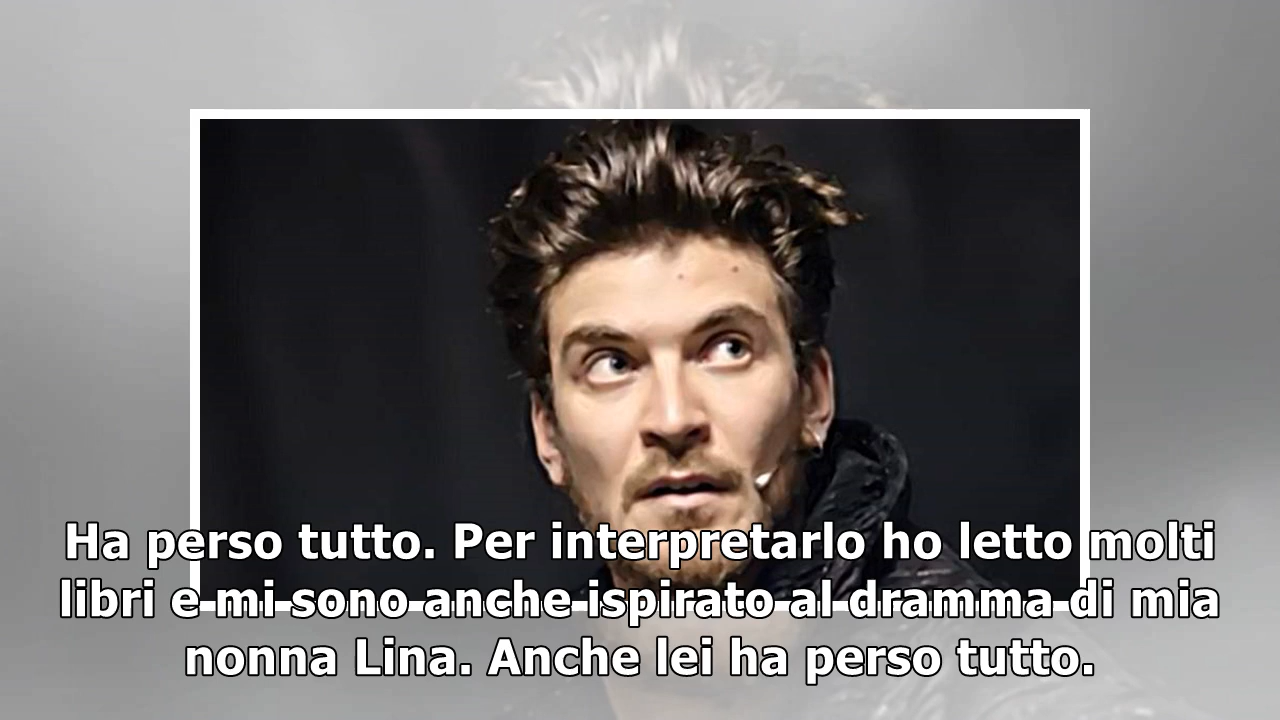 Ha perso tutto. Per interpretarlo ho letto molti
libri e mi sono anche ispirato al dramma di mia
nonna Lina. Anche lei ha perso tutto.